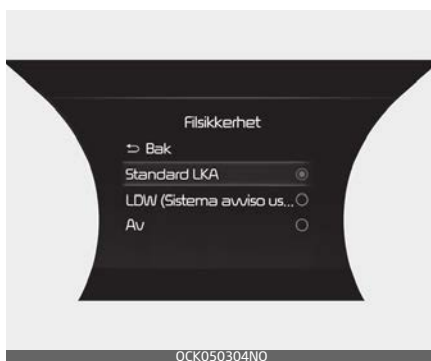 Filsikkerhet
⮌ Bak
Standard LKA
LDW (Sistema avviso us...
Av
OCK050304NO